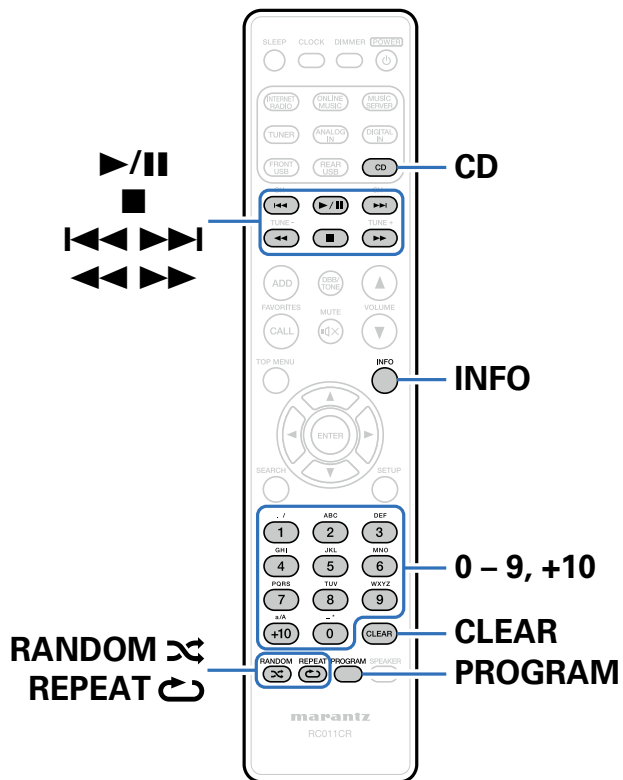 SLEEP CLOCK DIMMER POWER
INTERNET RADIO ONLINE MUSIC MUSIC SERVER
TUNER ANALOG IN DIGITAL IN
FRONT USB REAR USB CD
CD
▶/❚❚
■
|◀◀ ▶▶|
◀◀ ▶▶
|◀◀ ▶/❚❚ ▶▶|
TUNE – TUNE +
◀◀ ■ ▶▶
ADD DBB/TONE ▲
FAVORITES MUTE VOLUME
CALL ▼
TOP MENU INFO
INFO
ENTER
SEARCH SETUP
. / ABC DEF
1 2 3
GHI JKL MNO
4 5 6
0 – 9, +10
PQRS TUV WXYZ
7 8 9
a/A
+10 0 CLEAR
CLEAR
RANDOM
REPEAT
RANDOM REPEAT PROGRAM SPEAKER
PROGRAM
marantz
RC011CR